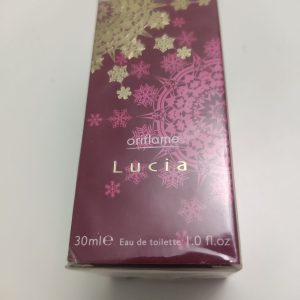 oriflame
Lucia
30ml℮ Eau de toilette 1.0 fl.oz